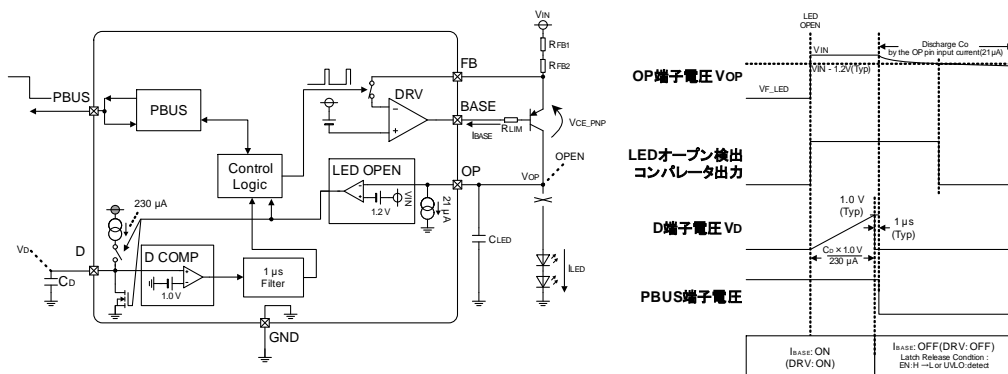 VIN
RFB1
RFB2
FB
DRV
BASE
IBASE
RLIM
VCE_PNP
PBUS
PBUS
Control
Logic
LED OPEN
1.2 V
VIN
OP
VOP
OPEN
21 µA
CLED
ILED
230 µA
VD
D
CD
D COMP
1.0 V
1 µs
Filter
GND
LED
OPEN
VIN
Discharge Co
by the OP pin input current(21µA)
VIN - 1.2V(Typ)
OP端子電圧 VOP
VF_LED
LEDオープン検出
コンパレータ出力
1.0 V
(Typ)
1 µs
(Typ)
D端子電圧 VD
CD × 1.0 V
230 µA
PBUS端子電圧
IBASE: ON
(DRV: ON)
IBASE: OFF(DRV: OFF)
Latch Release Condtion :
EN: H →L or UVLO:detect